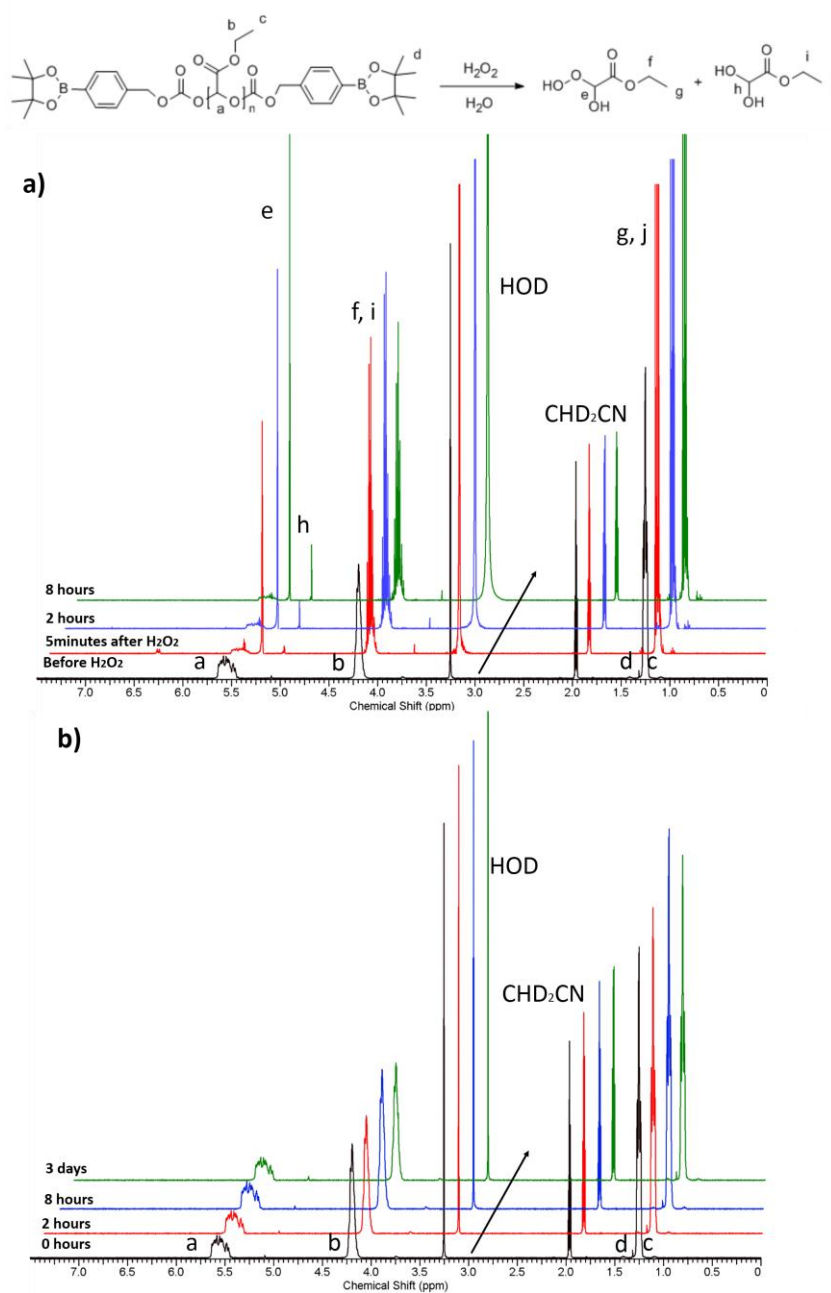 b c
O O B O O O O O a O O n O O B O O d
H₂O₂
H₂O
O HO O e OH O f g + O HO h OH O i
a)
e
g, j
HOD
f, i
CHD₂CN
h
8 hours
2 hours
5minutes after H₂O₂
Before H₂O₂
a b d c
7.0 6.5 6.0 5.5 5.0 4.5 4.0 3.5 3.0 2.5 2.0 1.5 1.0 0.5 0
Chemical Shift (ppm)
b)
HOD
CHD₂CN
3 days
8 hours
2 hours
0 hours
a b d c
7.0 6.5 6.0 5.5 5.0 4.5 4.0 3.5 3.0 2.5 2.0 1.5 1.0 0.5 0
Chemical Shift (ppm)